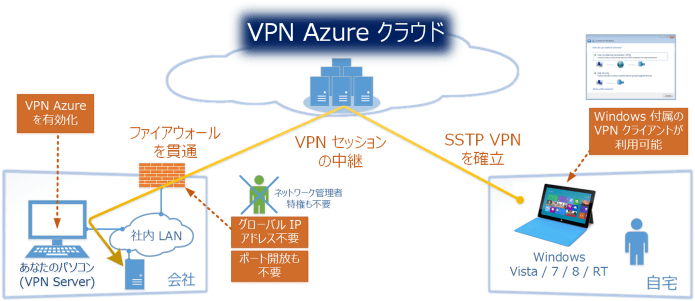 VPN Azure クラウド
VPN Azure
を有効化
ファイアウォール
を貫通
VPN セッション
の中継
SSTP VPN
を確立
Windows 付属の
VPN クライアントが
利用可能
ネットワーク管理者
特権も不要
グローバル IP
アドレス不要
ポート開放も
不要
社内 LAN
あなたのパソコン
(VPN Server)
会社
Windows
Vista / 7 / 8 / RT
自宅